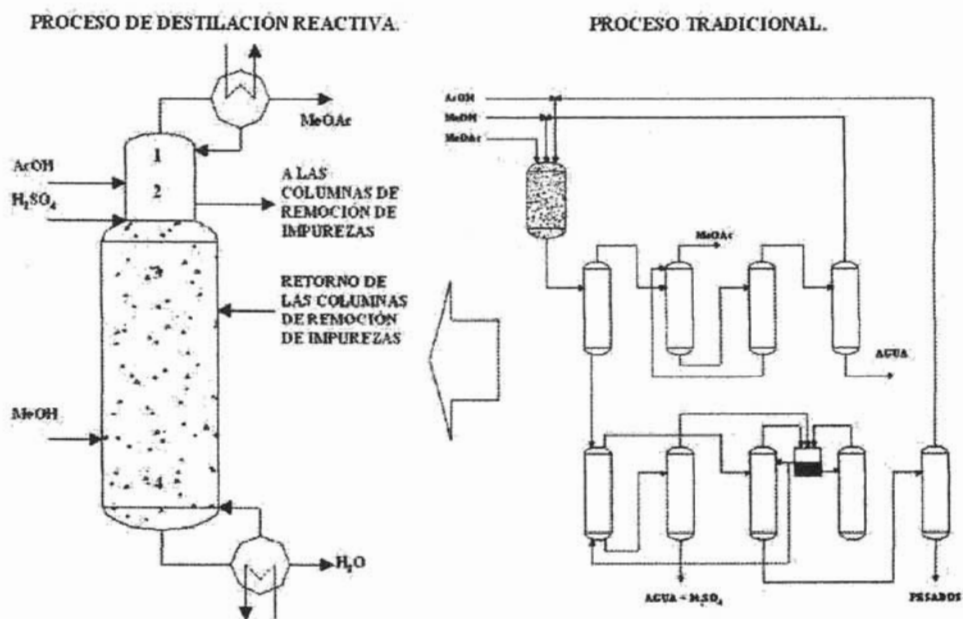 PROCESO DE DESTILACIÓN REACTIVA.
MeOAc
1
AcOH
2
H2SO4
A LAS
COLUMNAS DE
REMOCIÓN DE
IMPUREZAS
3
RETORNO DE
LAS COLUMNAS
DE REMOCIÓN
DE IMPUREZAS
MeOH
4
H2O
PROCESO TRADICIONAL.
AcOH
MeOH
MeOAc
MeOAc
AGUA
AGUA + H2SO4
PESADOS